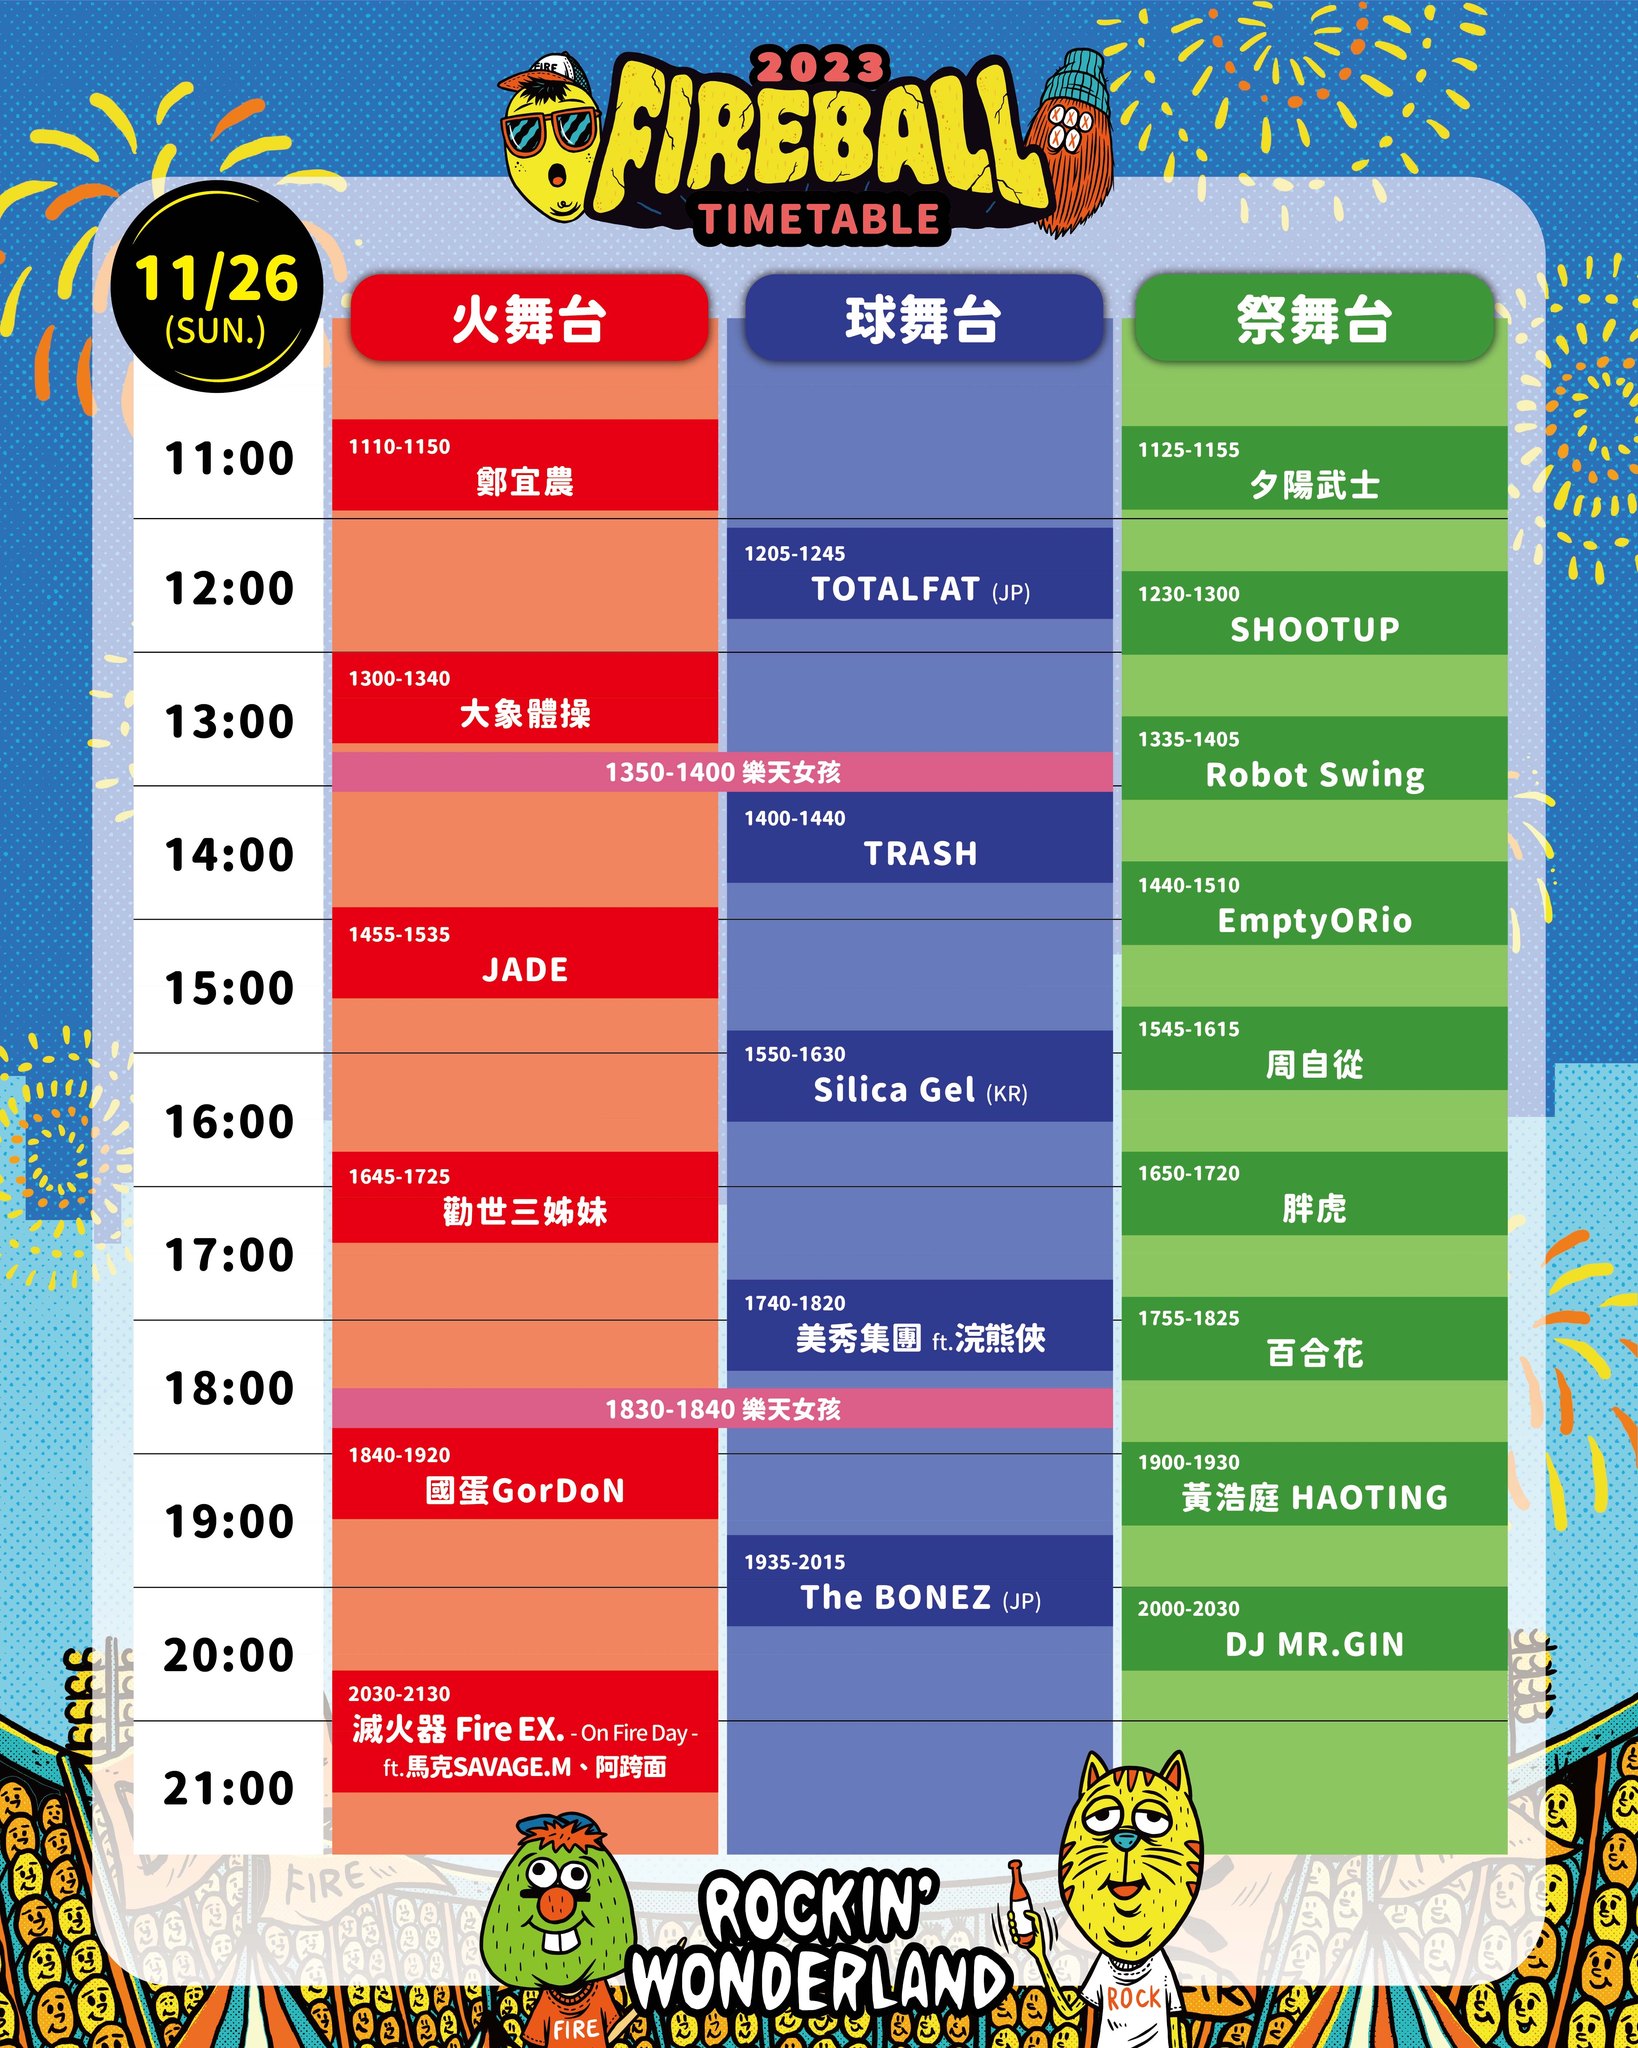 2023
FIREBALL
TIMETABLE
FIRE
11/26
(SUN.)
火舞台
球舞台
祭舞台
11:00
1110-1150
鄭宜農
1125-1155
夕陽武士
12:00
1205-1245
TOTALFAT (JP)
1230-1300
SHOOTUP
13:00
1300-1340
大象體操
1335-1405
Robot Swing
1350-1400 樂天女孩
14:00
1400-1440
TRASH
1440-1510
EmptyORio
15:00
1455-1535
JADE
1545-1615
周自從
16:00
1550-1630
Silica Gel (KR)
1645-1725
勸世三姊妹
1650-1720
胖虎
17:00
1740-1820
美秀集團 ft.浣熊俠
1755-1825
百合花
18:00
1830-1840 樂天女孩
1840-1920
國蛋GorDoN
1900-1930
黃浩庭 HAOTING
19:00
1935-2015
The BONEZ (JP)
2000-2030
DJ MR.GIN
20:00
2030-2130
滅火器 Fire EX. - On Fire Day -
ft.馬克SAVAGE.M、阿跨面
21:00
FIRE
ROCKIN'
WONDERLAND
FIRE
ROCK